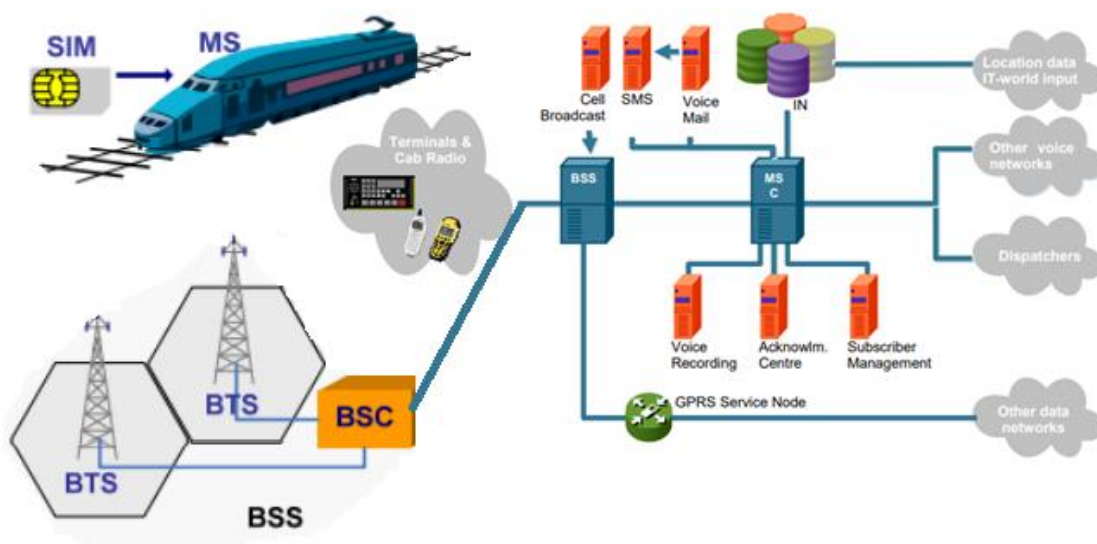 SIM
MS
Terminals &
Cab Radio
BTS
BTS
BSC
BSS
Cell
Broadcast
SMS
Voice
Mail
IN
Location data
IT-world input
BSS
MS
C
Other voice
networks
Dispatchers
Voice
Recording
Acknowlm.
Centre
Subscriber
Management
GPRS Service Node
Other data
networks